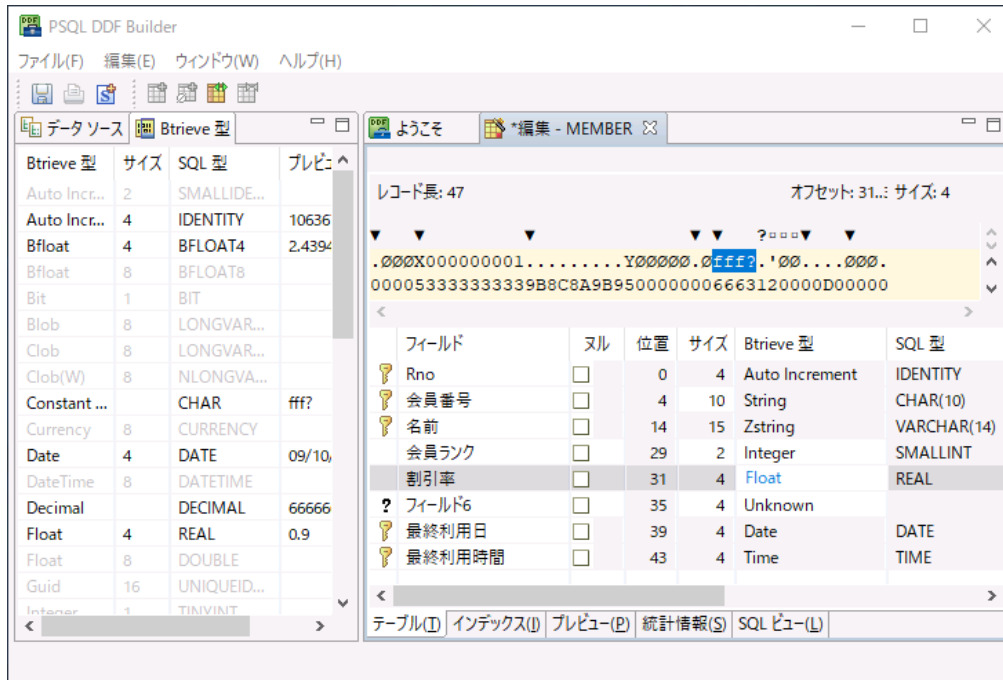 PSQL DDF Builder
ファイル(F) 編集(E) ウィンドウ(W) ヘルプ(H)
データ ソース Btrieve 型
Btrieve 型 サイズ SQL 型 プレビュ
Auto Incr... 2 SMALLIDE...
Auto Incr... 4 IDENTITY 10636
Bfloat 4 BFLOAT4 2.4394
Bfloat 8 BFLOAT8
Bit 1 BIT
Blob 8 LONGVAR...
Clob 8 LONGVAR...
Clob(W) 8 NLONGVA...
Constant ... CHAR fff?
Currency 8 CURRENCY
Date 4 DATE 09/10,
DateTime 8 DATETIME
Decimal DECIMAL 66666
Float 4 REAL 0.9
Float 8 DOUBLE
Guid 16 UNIQUEID...
Integer 1 TINYINT
ようこそ *編集 - MEMBER
レコード長: 47 オフセット: 31..: サイズ: 4
▼ ▼ ▼ ▼ ▼ ?▫▫▫▼ ▼
.ØØØX000000001.........YØØØØØ.Øfff?.'ØØ....ØØØ.
000053333333339B8C8A9B9500000006663120000D00000
フィールド ヌル 位置 サイズ Btrieve 型 SQL 型
Rno 0 4 Auto Increment IDENTITY
会員番号 4 10 String CHAR(10)
名前 14 15 Zstring VARCHAR(14)
会員ランク 29 2 Integer SMALLINT
割引率 31 4 Float REAL
? フィールド6 35 4 Unknown
最終利用日 39 4 Date DATE
最終利用時間 43 4 Time TIME
テーブル(T) インデックス(I) プレビュー(P) 統計情報(S) SQL ビュー(L)